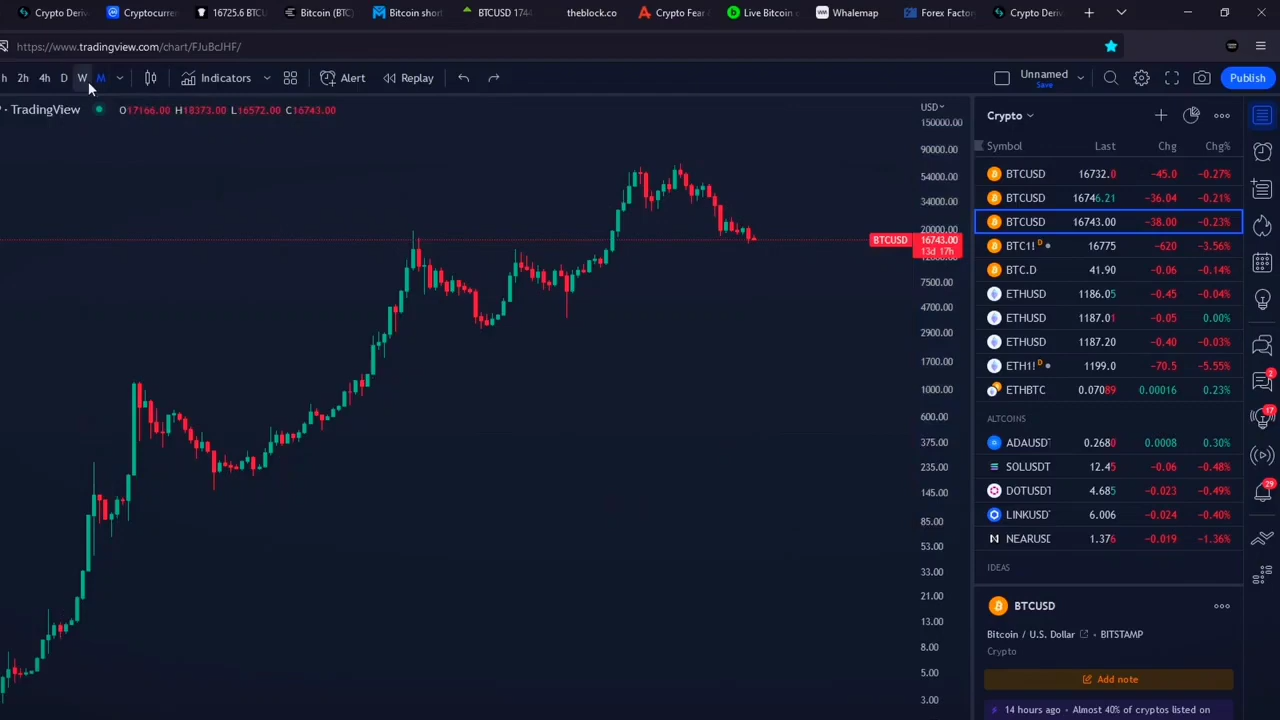 Crypto Deriv
Cryptocurre
16725.6 BTCU
Bitcoin (BTC)
Bitcoin short
BTCUSD 1744
theblock.co
Crypto Fear
Live Bitcoin
Whalemap
Forex Factor
Crypto Deriv
https://www.tradingview.com/chart/FJuBcJHF/
h 2h 4h D W M
Indicators
Alert
Replay
Unnamed
Save
Publish
· TradingView
O17166.00 H18373.00 L16572.00 C16743.00
USD
150000.00
90000.00
54000.00
34000.00
20000.00
BTCUSD 16743.00
13d 17h
7500.00
4700.00
2900.00
1700.00
1000.00
600.00
375.00
235.00
145.00
85.00
53.00
33.00
21.00
13.00
8.00
5.00
3.00
Crypto
Symbol Last Chg Chg%
BTCUSD 16732.0 −45.0 −0.27%
BTCUSD 16746.21 −36.04 −0.21%
BTCUSD 16743.00 −38.00 −0.23%
BTC1! D 16775 −620 −3.56%
BTC.D 41.90 −0.06 −0.14%
ETHUSD 1186.05 −0.45 −0.04%
ETHUSD 1187.01 −0.05 0.00%
ETHUSD 1187.20 −0.40 −0.03%
ETH1! D 1199.0 −70.5 −5.55%
ETHBTC 0.07089 0.00016 0.23%
ALTCOINS
ADAUSDT 0.2680 0.0008 0.30%
SOLUSDT 12.45 −0.06 −0.48%
DOTUSDT 4.685 −0.023 −0.49%
LINKUSD 6.006 −0.024 −0.40%
NEARUSD 1.376 −0.019 −1.36%
IDEAS
BTCUSD
Bitcoin / U.S. Dollar · BITSTAMP
Crypto
Add note
14 hours ago · Almost 40% of cryptos listed on
2
17
29